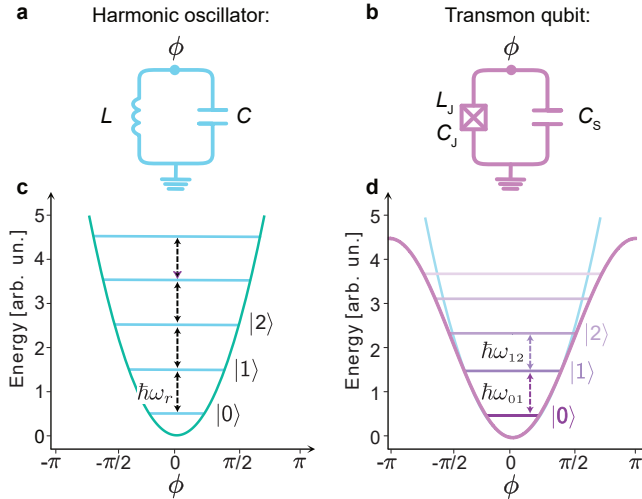 a Harmonic oscillator:
ϕ
L C
c
Energy [arb. un.]
5
4
3
2
1
0
|2⟩
|1⟩
ℏω_r
|0⟩
-π -π/2 0 π/2 π
ϕ
b Transmon qubit:
ϕ
L_J
C_J
C_S
d
Energy [arb. un.]
5
4
3
2
1
0
|2⟩
ℏω₁₂
|1⟩
ℏω₀₁
|0⟩
-π -π/2 0 π/2 π
ϕ